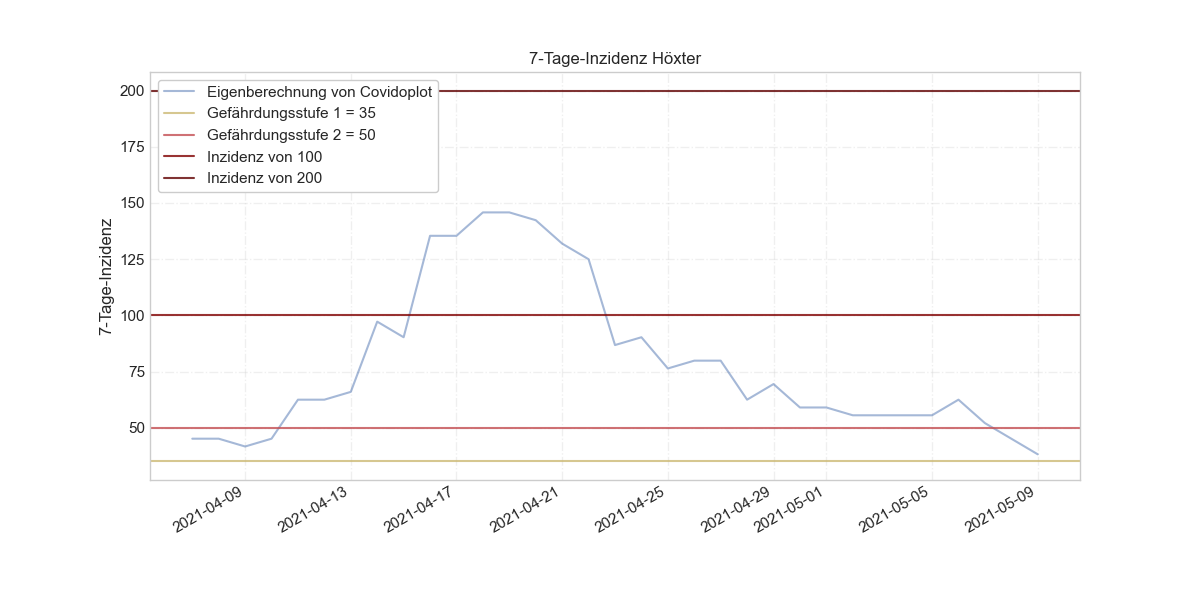 7-Tage-Inzidenz Höxter
Eigenberechnung von Covidoplot
Gefährdungsstufe 1 = 35
Gefährdungsstufe 2 = 50
Inzidenz von 100
Inzidenz von 200
7-Tage-Inzidenz
200
175
150
125
100
75
50
2021-04-09
2021-04-13
2021-04-17
2021-04-21
2021-04-25
2021-04-29
2021-05-01
2021-05-05
2021-05-09